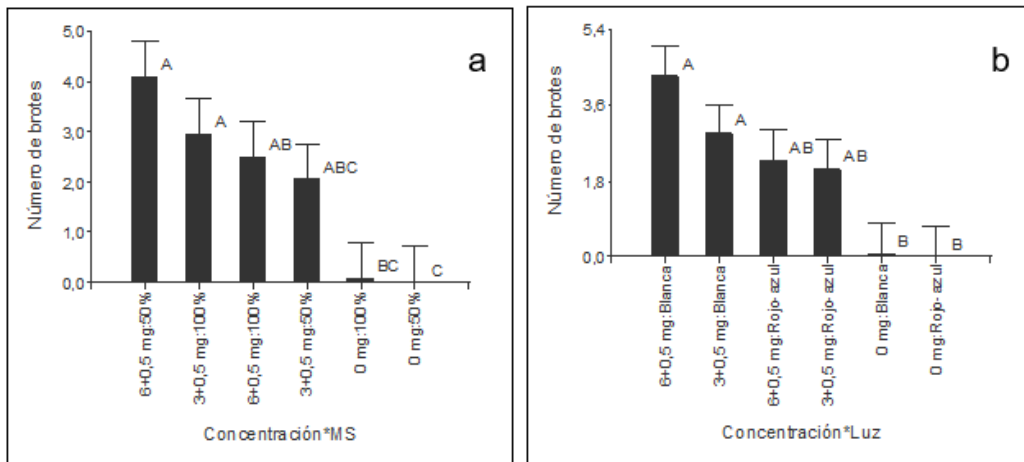 a
Número de brotes
5,0
4,0
3,0
2,0
1,0
0,0
A
A
AB
ABC
BC
C
6+0,5 mg:50%
3+0,5 mg:100%
6+0,5 mg:100%
3+0,5 mg:50%
0 mg:100%
0 mg:50%
Concentración*MS
b
Número de brotes
5,4
3,6
1,8
0,0
A
A
AB
AB
B
B
6+0,5 mg:Blanca
3+0,5 mg:Blanca
6+0,5 mg:Rojo-azul
3+0,5 mg:Rojo-azul
0 mg:Blanca
0 mg:Rojo-azul
Concentración*Luz